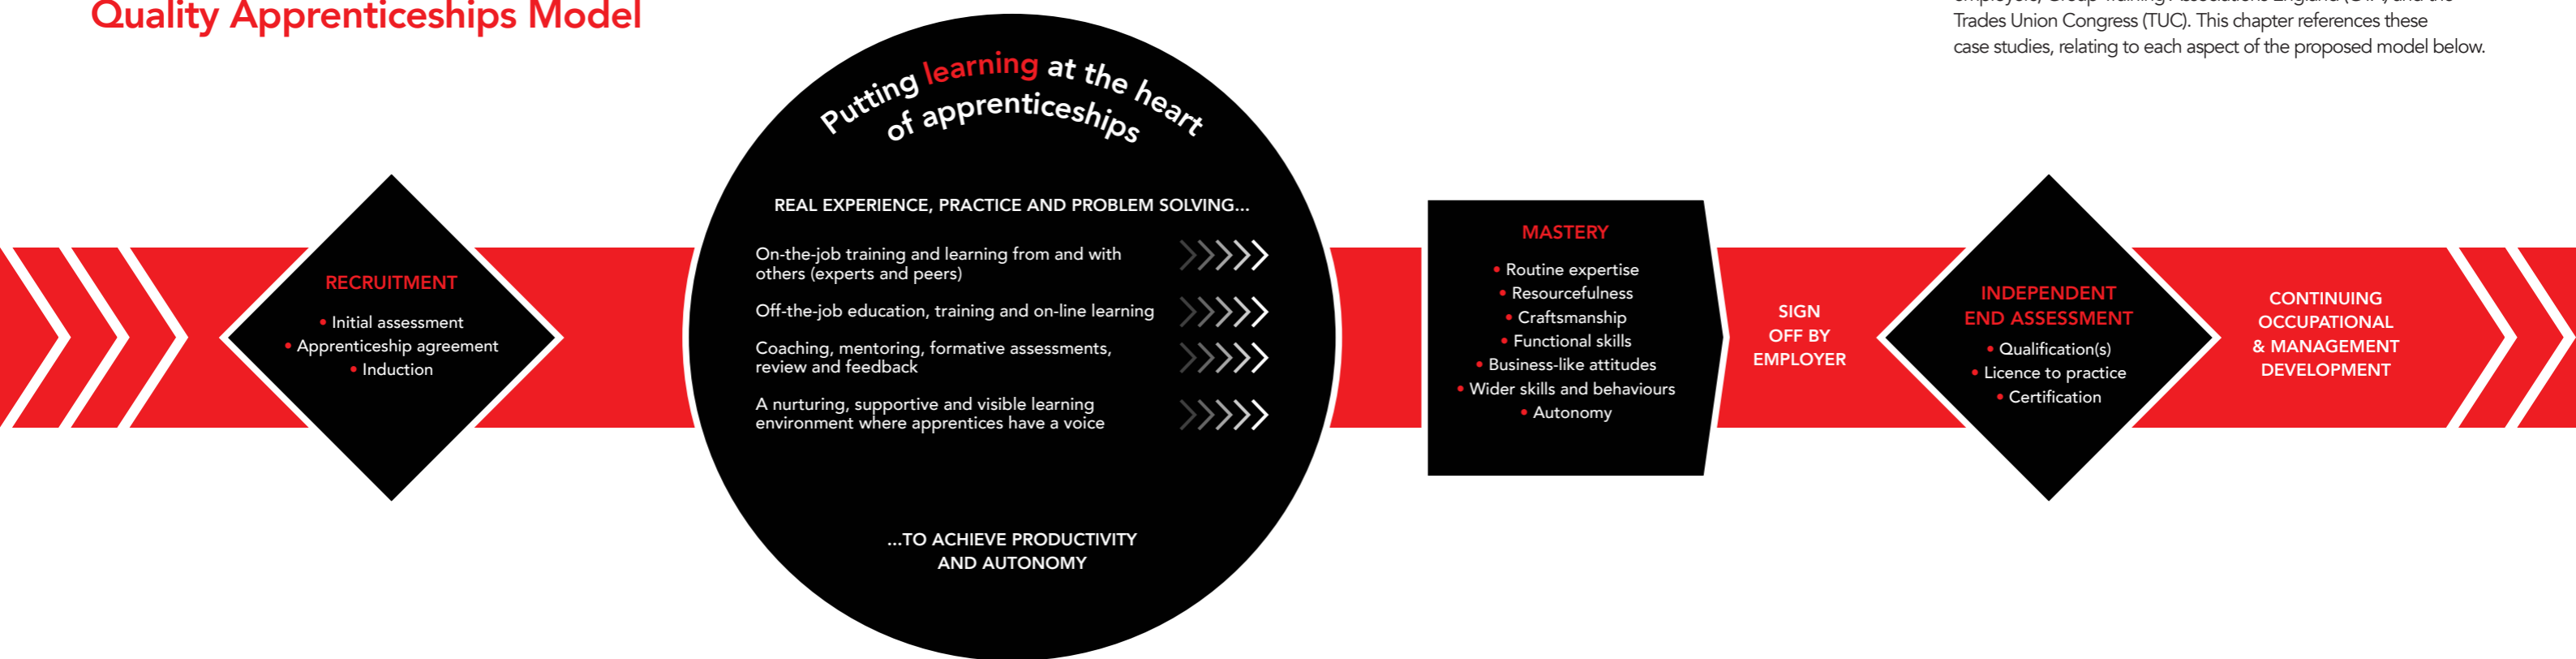 Quality Apprenticeships Model
Trades Union Congress (TUC). This chapter references these
case studies, relating to each aspect of the proposed model below.
Putting learning at the heart
of apprenticeships
REAL EXPERIENCE, PRACTICE AND PROBLEM SOLVING...
On-the-job training and learning from and with
others (experts and peers)
Off-the-job education, training and on-line learning
Coaching, mentoring, formative assessments,
review and feedback
A nurturing, supportive and visible learning
environment where apprentices have a voice
...TO ACHIEVE PRODUCTIVITY
AND AUTONOMY
RECRUITMENT
• Initial assessment
• Apprenticeship agreement
• Induction
MASTERY
• Routine expertise
• Resourcefulness
• Craftsmanship
• Functional skills
• Business-like attitudes
• Wider skills and behaviours
• Autonomy
SIGN
OFF BY
EMPLOYER
INDEPENDENT
END ASSESSMENT
• Qualification(s)
• Licence to practice
• Certification
CONTINUING
OCCUPATIONAL
& MANAGEMENT
DEVELOPMENT